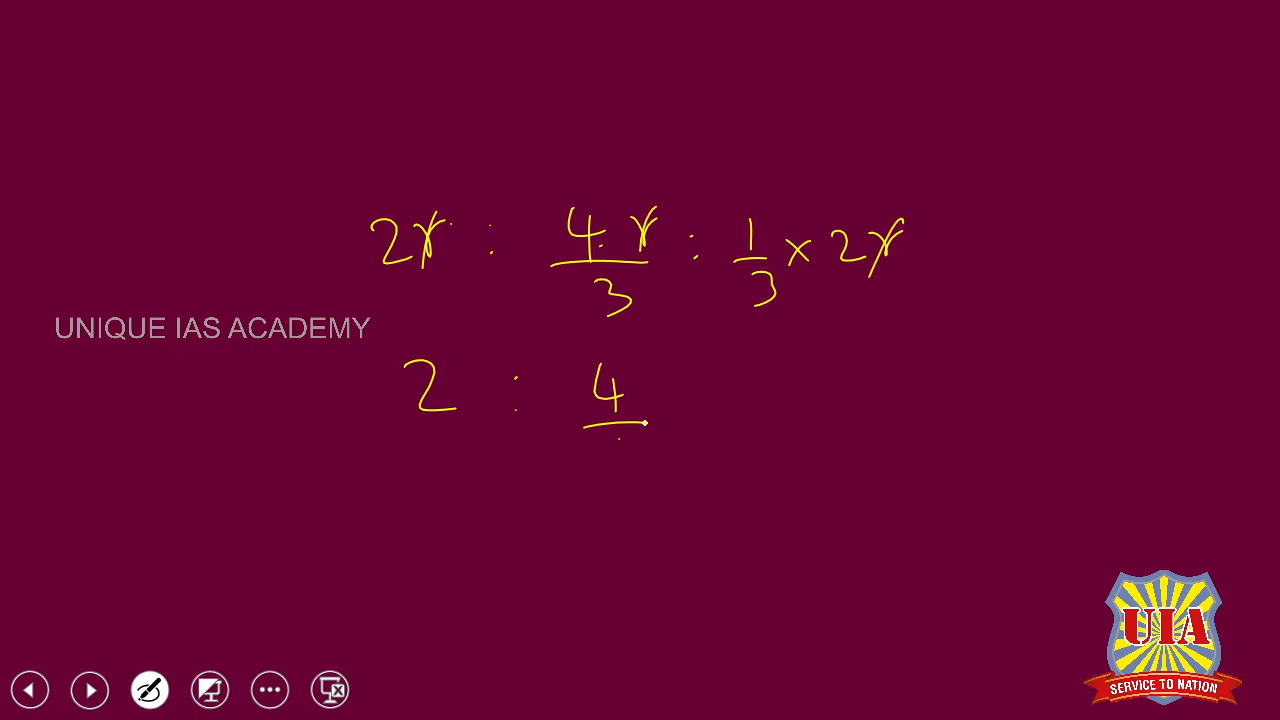 2r : 4r/3 : 1/3 × 2r
UNIQUE IAS ACADEMY
2 : 4
UIA
SERVICE TO NATION